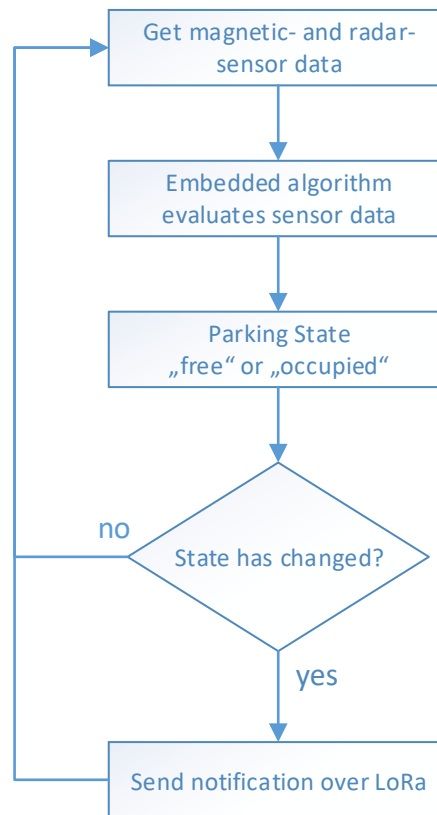 Get magnetic- and radar-
sensor data
Embedded algorithm
evaluates sensor data
Parking State
„free“ or „occupied“
no
State has changed?
yes
Send notification over LoRa